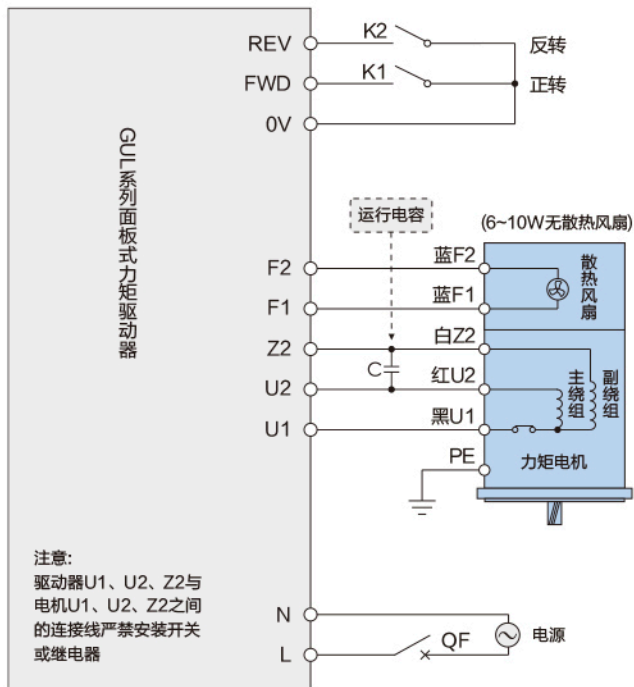 REV
K2
反转
FWD
K1
正转
0V
GUL系列面板式力矩驱动器
运行电容
(6~10W无散热风扇)
F2
蓝F2
散热风扇
F1
蓝F1
Z2
白Z2
C
U2
红U2
主绕组
副绕组
U1
黑U1
PE
力矩电机
注意:
驱动器U1、U2、Z2与
电机U1、U2、Z2之间
的连接线严禁安装开关
或继电器
N
L
QF
电源